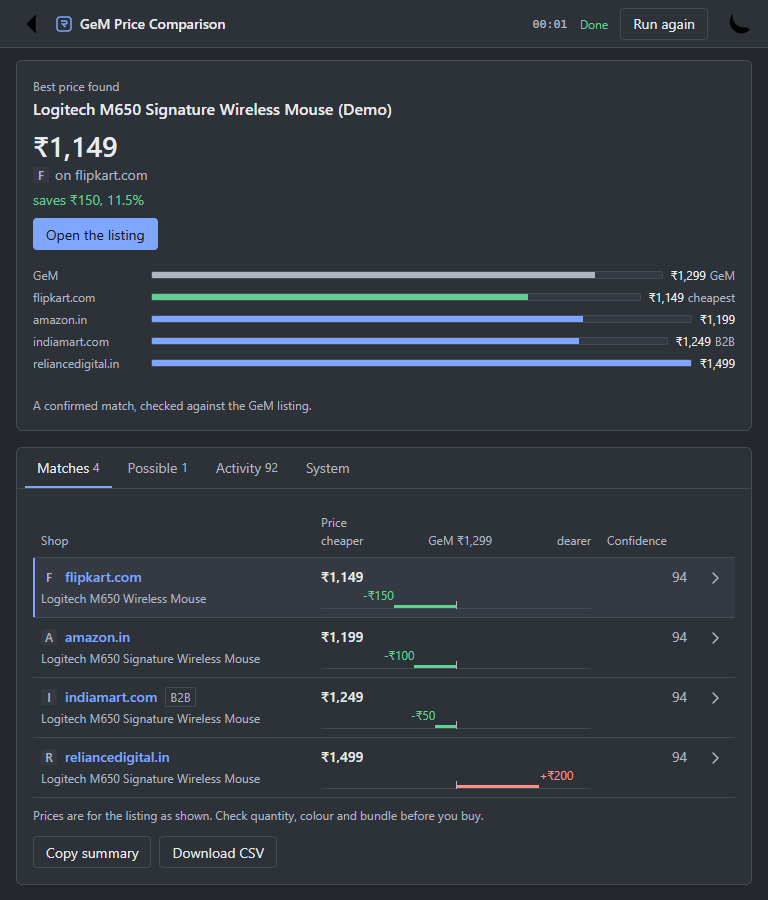 GeM Price Comparison
00:01 Done Run again
Best price found
Logitech M650 Signature Wireless Mouse (Demo)
₹1,149
F on flipkart.com
saves ₹150, 11.5%
Open the listing
GeM ₹1,299 GeM
flipkart.com ₹1,149 cheapest
amazon.in ₹1,199
indiamart.com ₹1,249 B2B
reliancedigital.in ₹1,499
A confirmed match, checked against the GeM listing.
Matches 4 Possible 1 Activity 92 System
Price
Shop cheaper GeM ₹1,299 dearer Confidence
F flipkart.com ₹1,149 94
-₹150
Logitech M650 Wireless Mouse
A amazon.in ₹1,199 94
-₹100
Logitech M650 Signature Wireless Mouse
I indiamart.com B2B ₹1,249 94
-₹50
Logitech M650 Signature Wireless Mouse
R reliancedigital.in ₹1,499 94
+₹200
Logitech M650 Signature Wireless Mouse
Prices are for the listing as shown. Check quantity, colour and bundle before you buy.
Copy summary Download CSV